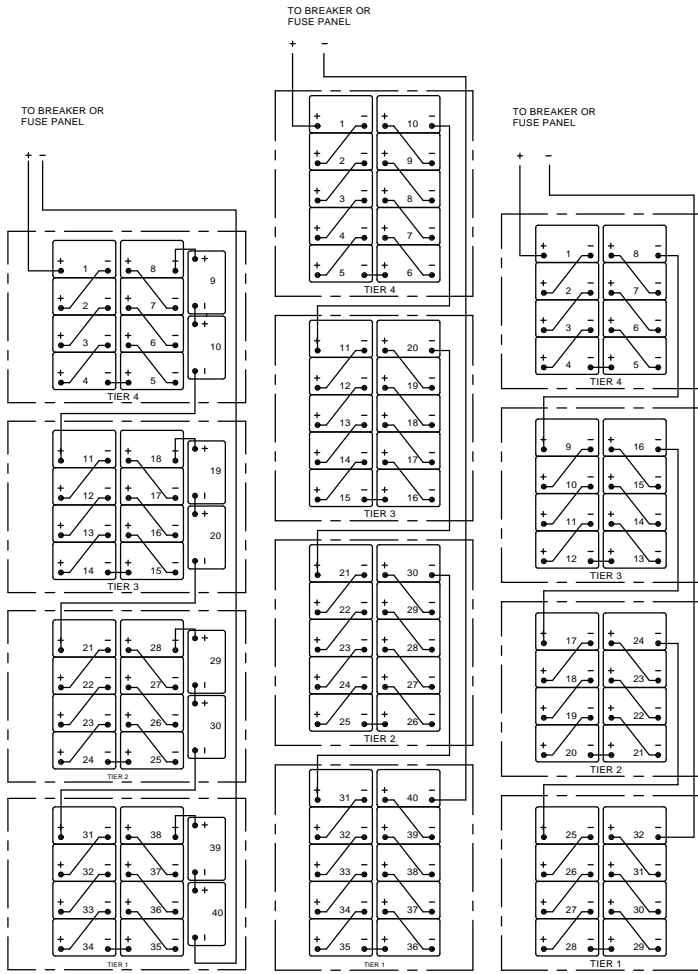 TO BREAKER OR
FUSE PANEL
+ −
+ 1 − + 8 − + 9 −
+ 2 − + 7 −
+ 3 − + 6 − + 10 −
+ 4 − + 5 −
TIER 4
+ 11 − + 18 − + 19 −
+ 12 − + 17 −
+ 13 − + 16 − + 20 −
+ 14 − + 15 −
TIER 3
+ 21 − + 28 − + 29 −
+ 22 − + 27 −
+ 23 − + 26 − + 30 −
+ 24 − + 25 −
TIER 2
+ 31 − + 38 − + 39 −
+ 32 − + 37 −
+ 33 − + 36 − + 40 −
+ 34 − + 35 −
TIER 1
TO BREAKER OR
FUSE PANEL
+ −
+ 1 − + 10 −
+ 2 − + 9 −
+ 3 − + 8 −
+ 4 − + 7 −
+ 5 − + 6 −
TIER 4
+ 11 − + 20 −
+ 12 − + 19 −
+ 13 − + 18 −
+ 14 − + 17 −
+ 15 − + 16 −
TIER 3
+ 21 − + 30 −
+ 22 − + 29 −
+ 23 − + 28 −
+ 24 − + 27 −
+ 25 − + 26 −
TIER 2
+ 31 − + 40 −
+ 32 − + 39 −
+ 33 − + 38 −
+ 34 − + 37 −
+ 35 − + 36 −
TIER 1
TO BREAKER OR
FUSE PANEL
+ −
+ 1 − + 8 −
+ 2 − + 7 −
+ 3 − + 6 −
+ 4 − + 5 −
TIER 4
+ 9 − + 16 −
+ 10 − + 15 −
+ 11 − + 14 −
+ 12 − + 13 −
TIER 3
+ 17 − + 24 −
+ 18 − + 23 −
+ 19 − + 22 −
+ 20 − + 21 −
TIER 2
+ 25 − + 32 −
+ 26 − + 31 −
+ 27 − + 30 −
+ 28 − + 29 −
TIER 1